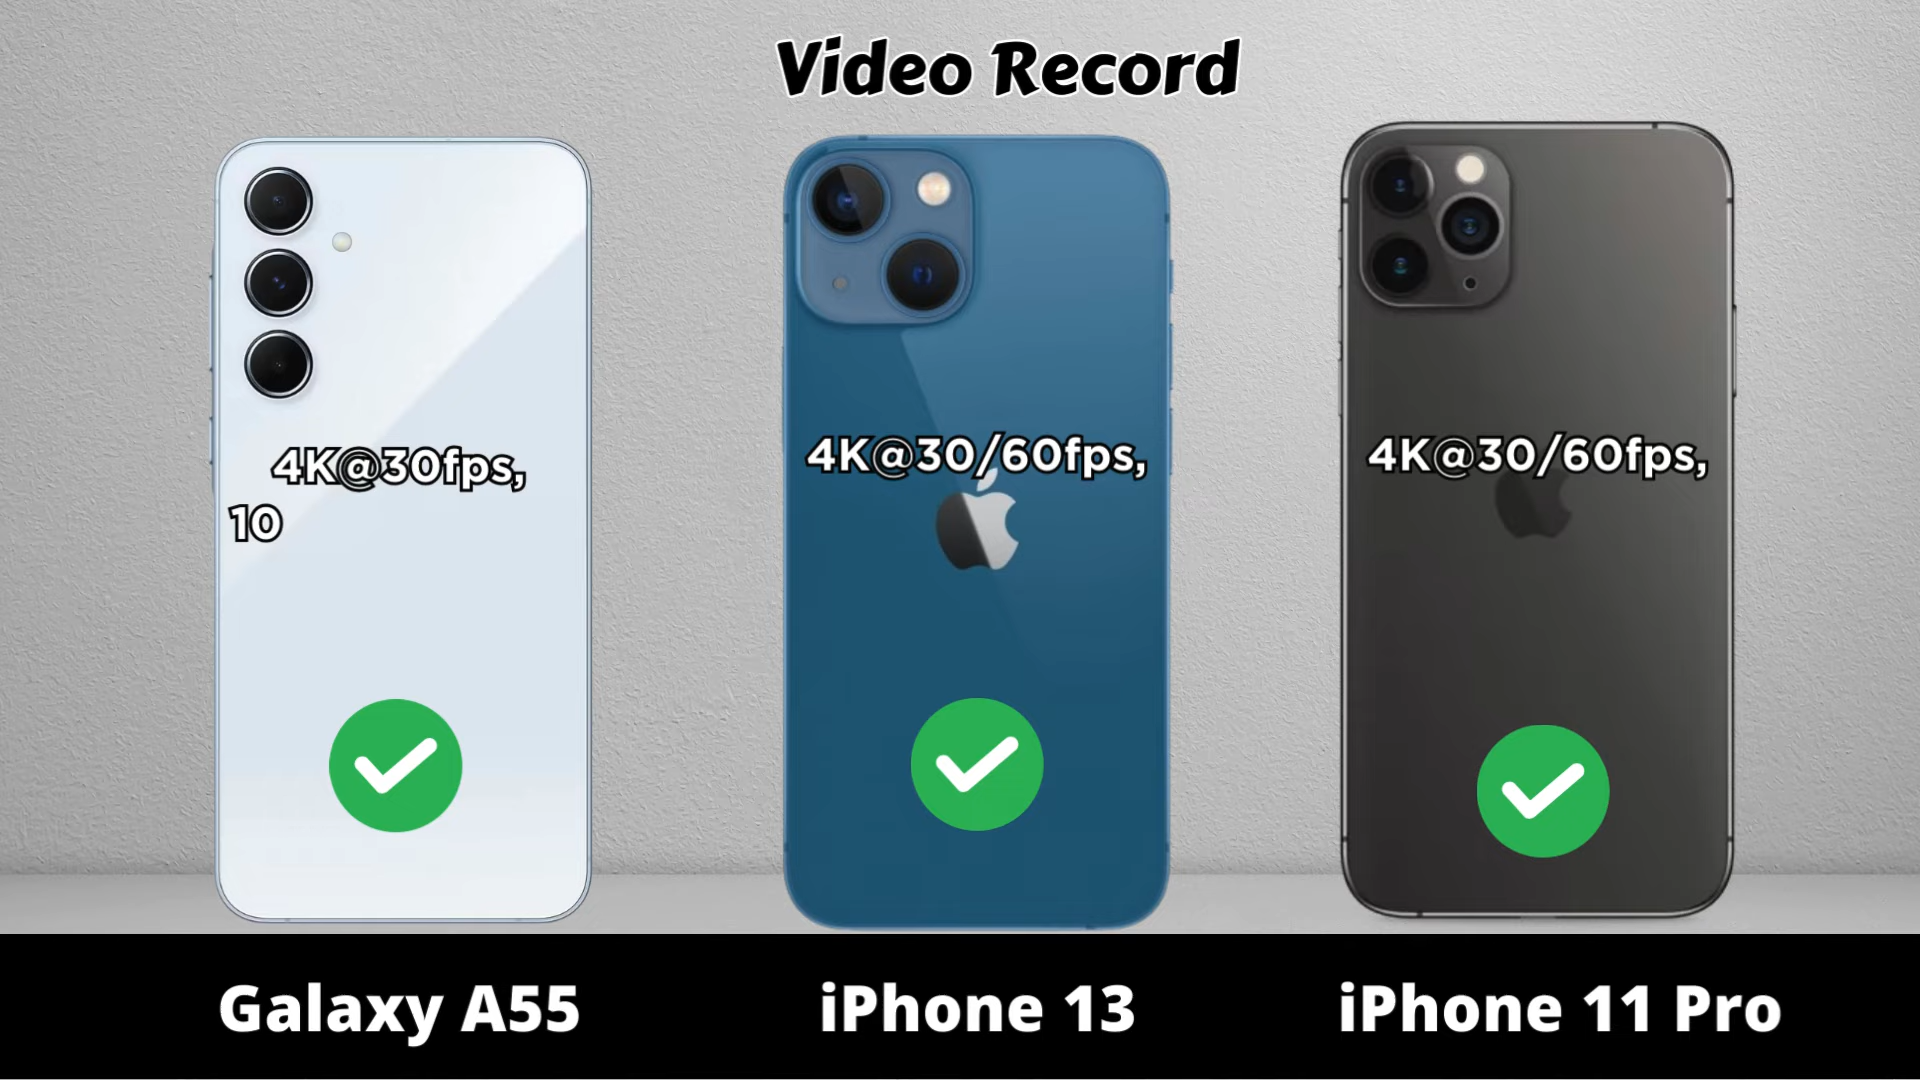 Video Record
4K@30fps,
10
4K@30/60fps,
4K@30/60fps,
Galaxy A55
iPhone 13
iPhone 11 Pro